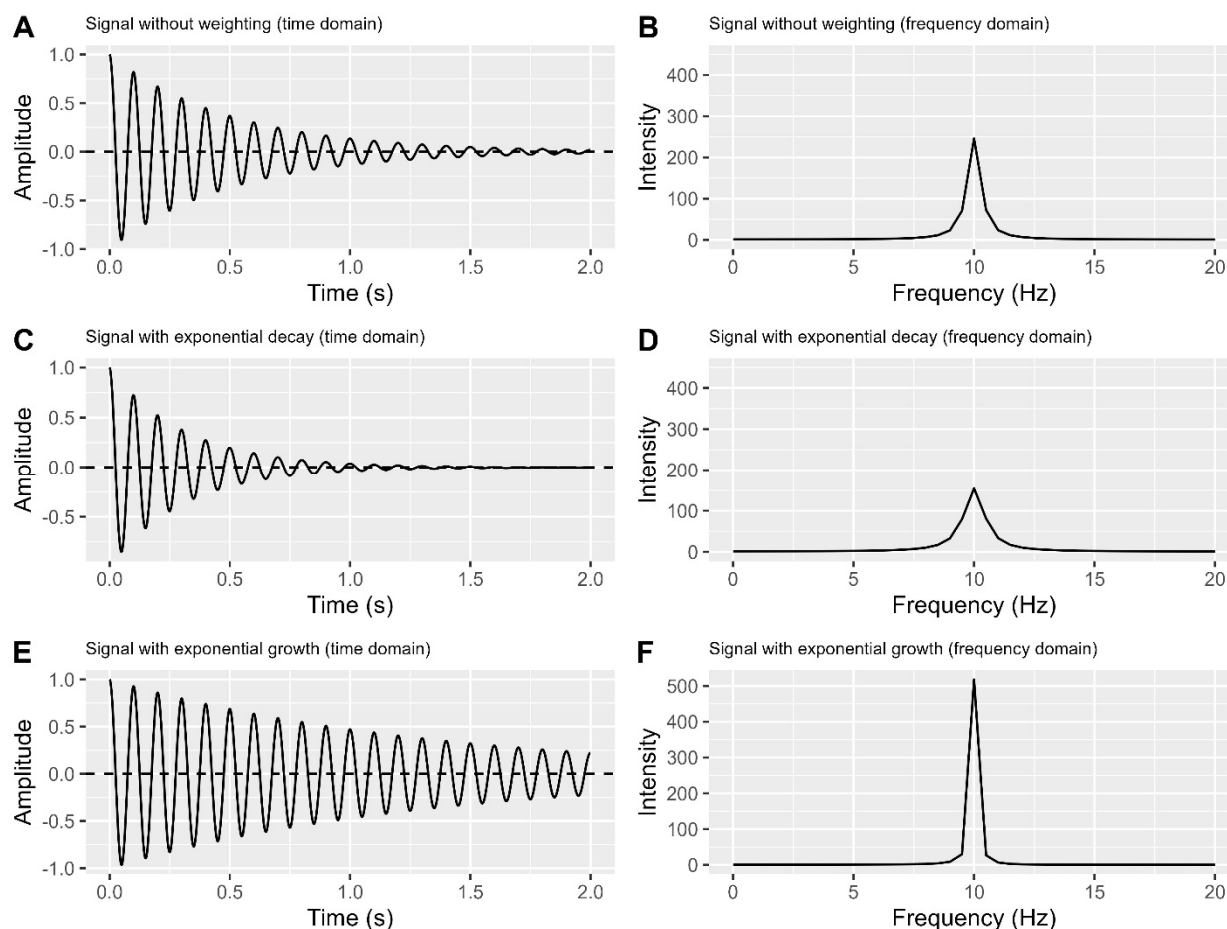 A Signal without weighting (time domain)
1.0
0.5
0.0
-0.5
-1.0
Amplitude
0.0 0.5 1.0 1.5 2.0
Time (s)
B Signal without weighting (frequency domain)
400
300
200
100
0
Intensity
0 5 10 15 20
Frequency (Hz)
C Signal with exponential decay (time domain)
1.0
0.5
0.0
-0.5
Amplitude
0.0 0.5 1.0 1.5 2.0
Time (s)
D Signal with exponential decay (frequency domain)
400
300
200
100
0
Intensity
0 5 10 15 20
Frequency (Hz)
E Signal with exponential growth (time domain)
1.0
0.5
0.0
-0.5
-1.0
Amplitude
0.0 0.5 1.0 1.5 2.0
Time (s)
F Signal with exponential growth (frequency domain)
500
400
300
200
100
0
Intensity
0 5 10 15 20
Frequency (Hz)